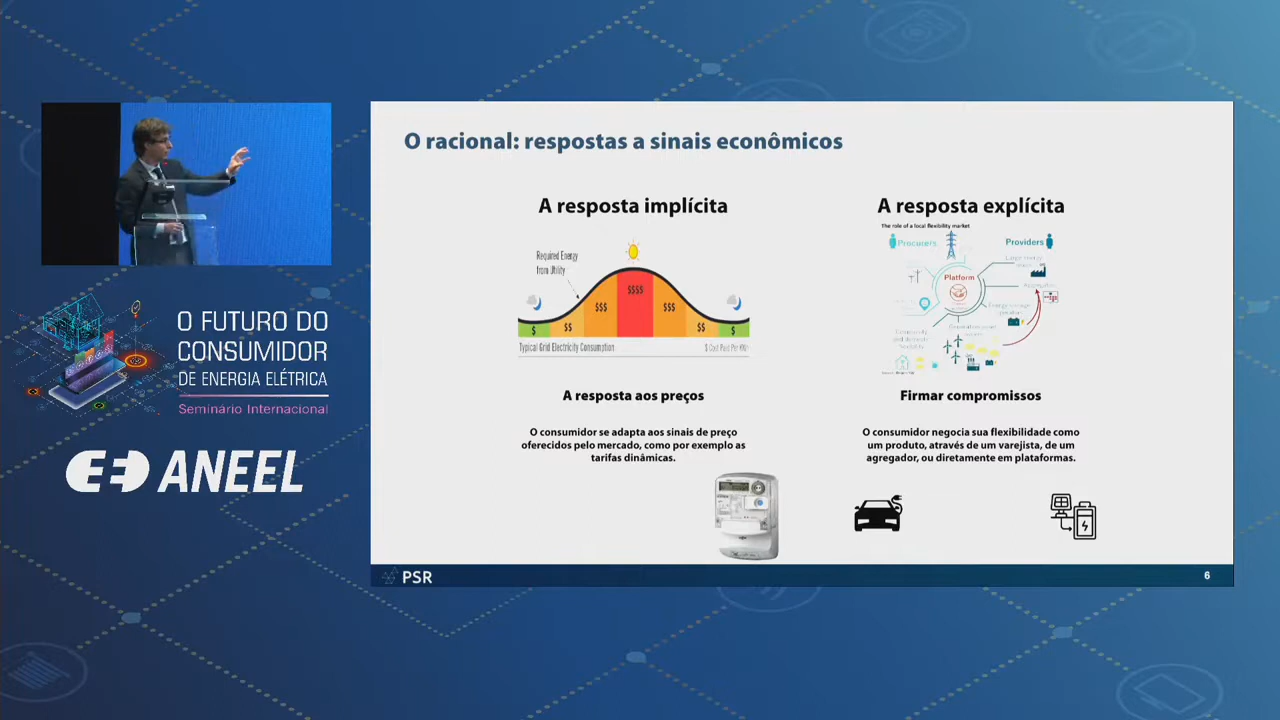 O racional: respostas a sinais econômicos
A resposta implícita
Required Energy
from Utility
$
$$
$$$
$$$$
$$$
$$
$
Typical Grid Electricity Consumption
$ Cost Paid Per kWh
A resposta aos preços
O consumidor se adapta aos sinais de preço
oferecidos pelo mercado, como por exemplo as
tarifas dinâmicas.
A resposta explícita
The role of a local flexibility market
Procurers
Providers
Platform
Firmar compromissos
O consumidor negocia sua flexibilidade como
um produto, através de um varejista, de um
agregador, ou diretamente em plataformas.
PSR
6
O FUTURO DO
CONSUMIDOR
DE ENERGIA ELÉTRICA
Seminário Internacional
ANEEL